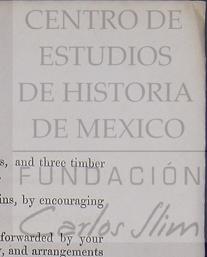 CENTRO DE
ESTUDIOS
DE HISTORIA
DE MEXICO
s, and three timber
FUNDACIÓN
ins, by encouraging
Carlos Slim
forwarded by your
, and arrangements